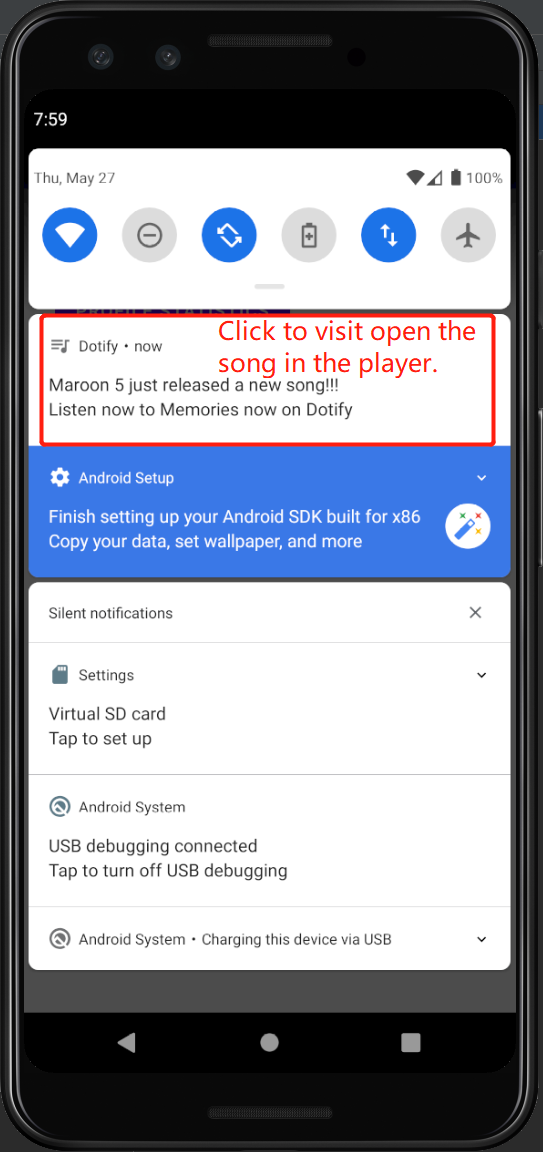 7:59
Thu, May 27
100%
PROFILE STATISTICS
Dotify • now
Click to visit open the
song in the player.
Maroon 5 just released a new song!!!
Listen now to Memories now on Dotify
Android Setup
Finish setting up your Android SDK built for x86
Copy your data, set wallpaper, and more
Silent notifications
Settings
Virtual SD card
Tap to set up
Android System
USB debugging connected
Tap to turn off USB debugging
Android System • Charging this device via USB